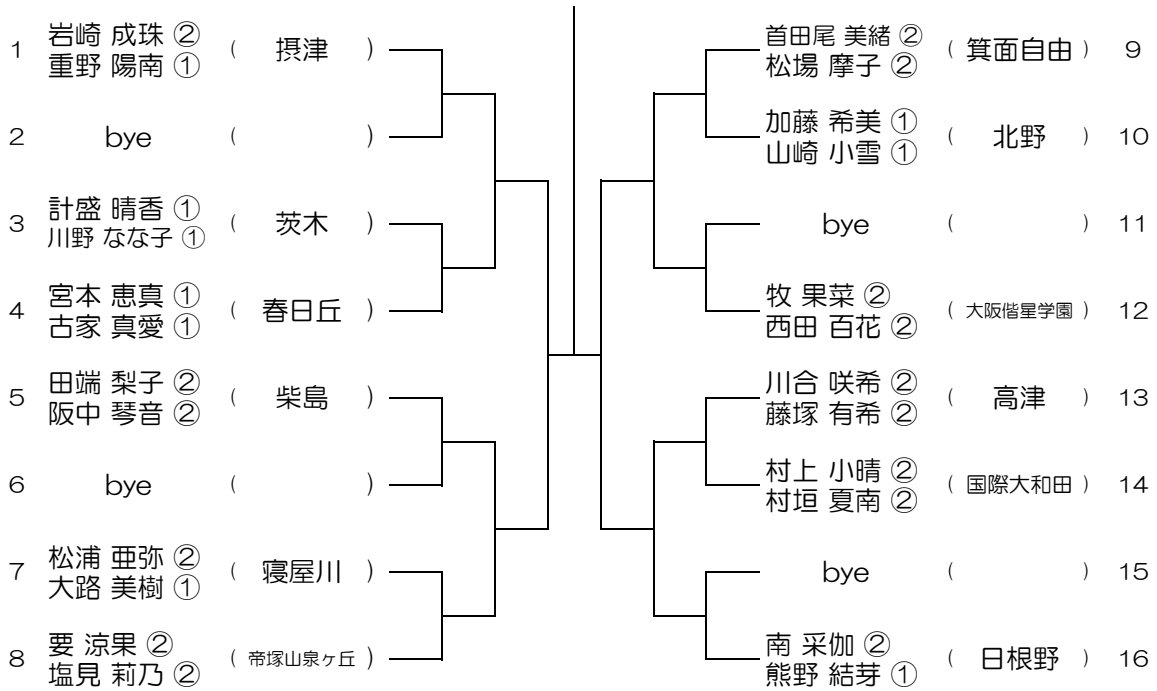 1 岩崎 成珠 ② ( 摂津 )
重野 陽南 ①
2 bye ( )
3 計盛 晴香 ① ( 茨木 )
川野 なな子 ①
4 宮本 恵真 ① ( 春日丘 )
古家 真愛 ①
5 田端 梨子 ② ( 柴島 )
阪中 琴音 ②
6 bye ( )
7 松浦 亜弥 ② ( 寝屋川 )
大路 美樹 ①
8 要 涼果 ② ( 帝塚山泉ヶ丘 )
塩見 莉乃 ②
首田尾 美緒 ② ( 箕面自由 ) 9
松場 摩子 ②
加藤 希美 ① ( 北野 ) 10
山崎 小雪 ①
bye ( ) 11
牧 果菜 ② ( 大阪偕星学園 ) 12
西田 百花 ②
川合 咲希 ② ( 高津 ) 13
藤塚 有希 ②
村上 小晴 ② ( 国際大和田 ) 14
村垣 夏南 ②
bye ( ) 15
南 采伽 ② ( 日根野 ) 16
熊野 結芽 ①